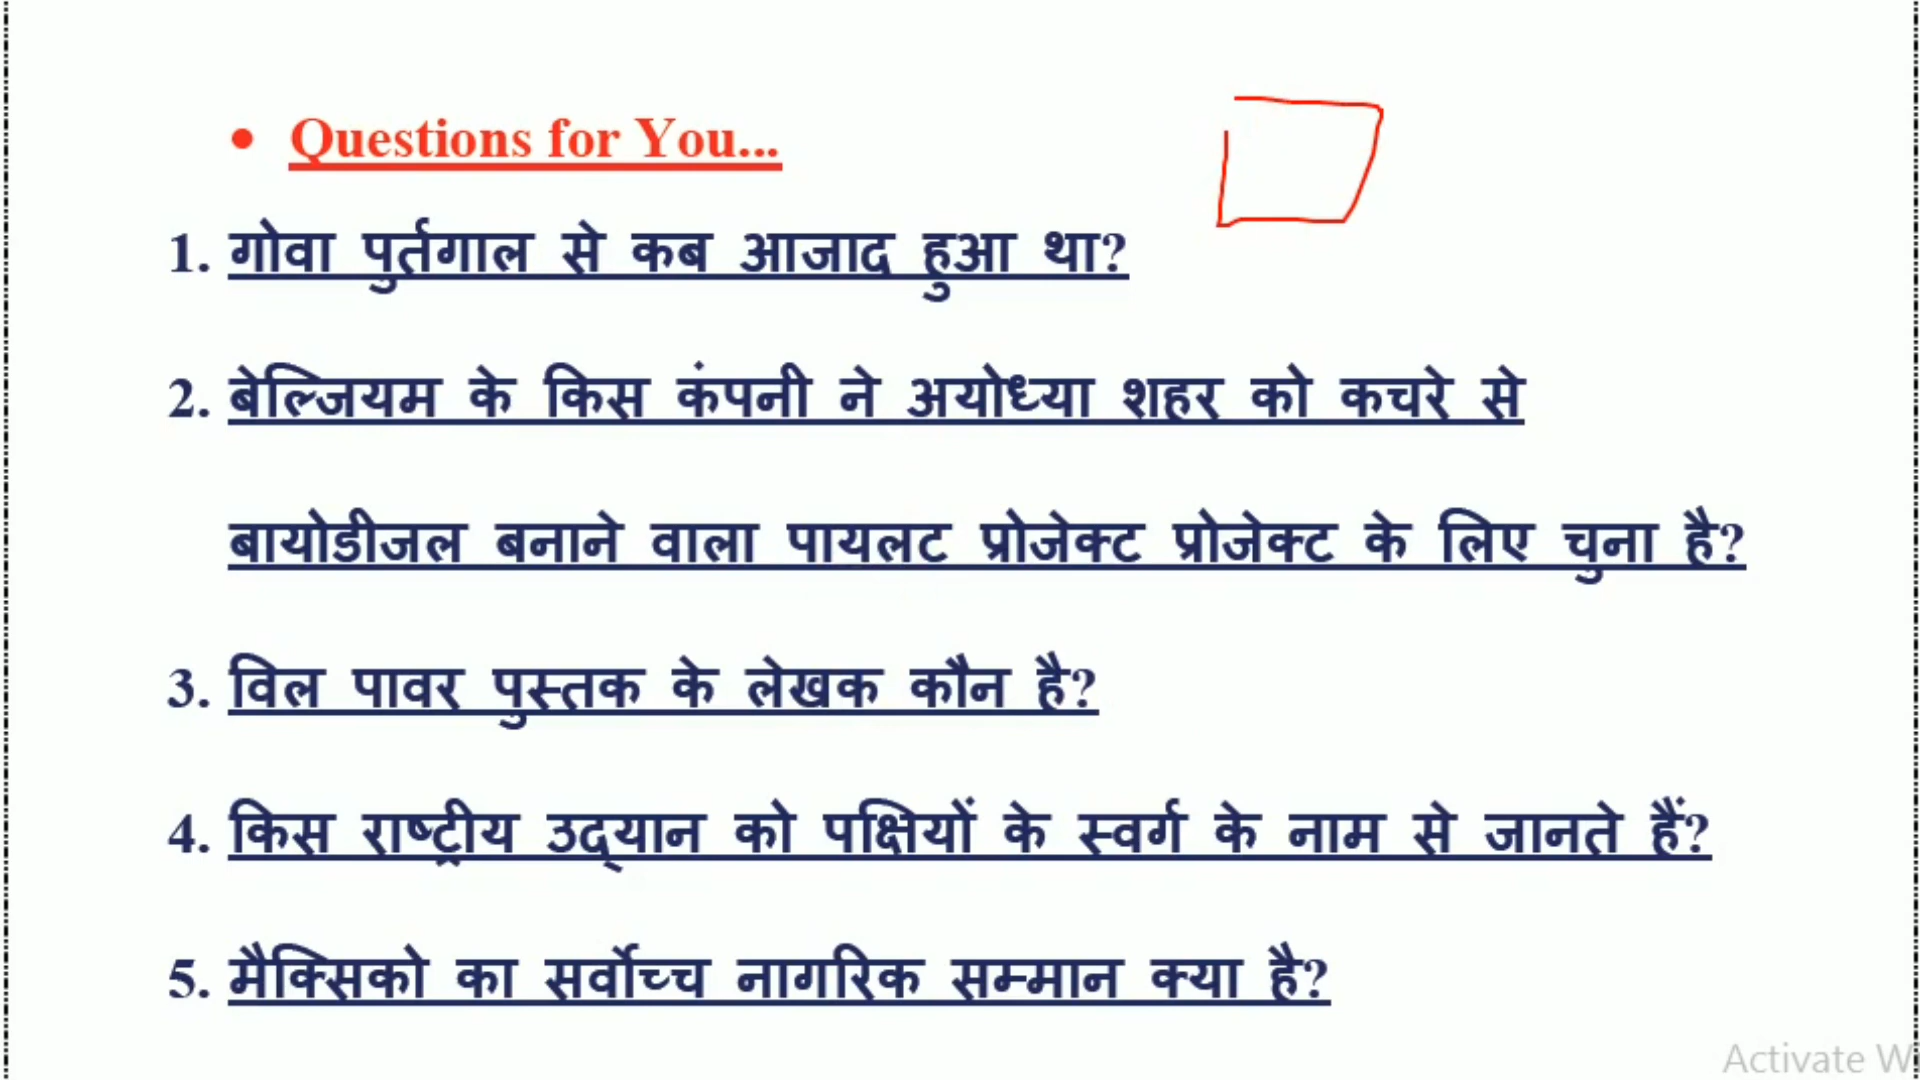 • Questions for You...
1. गोवा पुर्तगाल से कब आजाद हुआ था?
2. बेल्जियम के किस कंपनी ने अयोध्या शहर को कचरे से
बायोडीजल बनाने वाला पायलट प्रोजेक्ट प्रोजेक्ट के लिए चुना है?
3. विल पावर पुस्तक के लेखक कौन है?
4. किस राष्ट्रीय उद्‌यान को पक्षियों के स्वर्ग के नाम से जानते हैं?
5. मैक्सिको का सर्वोच्च नागरिक सम्मान क्या है?
Activate W